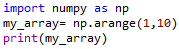 import numpy as np
my_array= np.arange(1,10)
print(my_array)